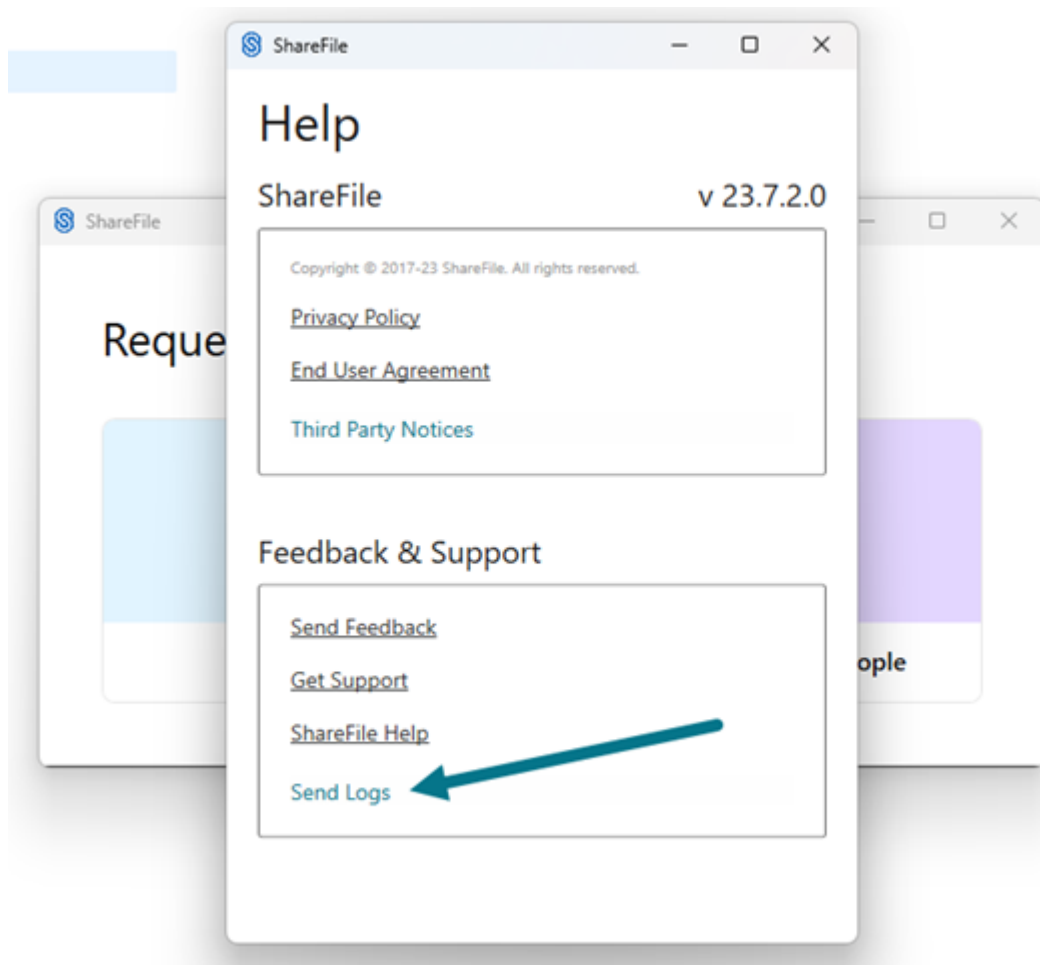 ShareFile
Help
ShareFile v 23.7.2.0
Copyright © 2017-23 ShareFile. All rights reserved.
Privacy Policy
End User Agreement
Third Party Notices
Feedback & Support
Send Feedback
Get Support
ShareFile Help
Send Logs
ShareFile
Reque
ople